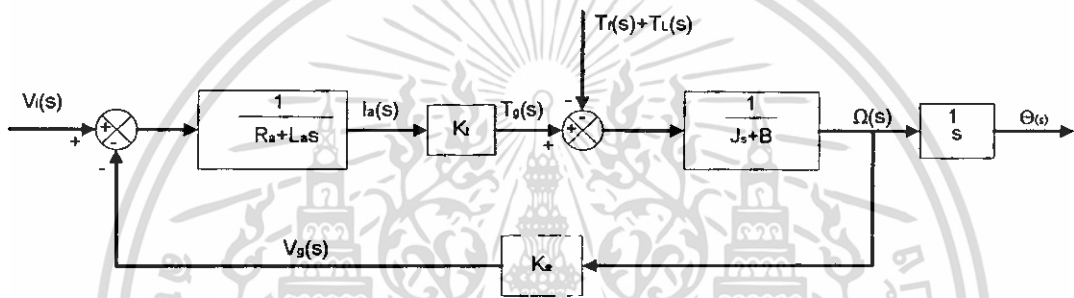 Tf(s)+TL(s)
Vi(s)
+
-
+
-
1
Ra+Las
Ia(s)
Kt
Tg(s)
-
-
+
+
1
Js+B
Ω(s)
1
s
Θ(s)
Vg(s)
Ke